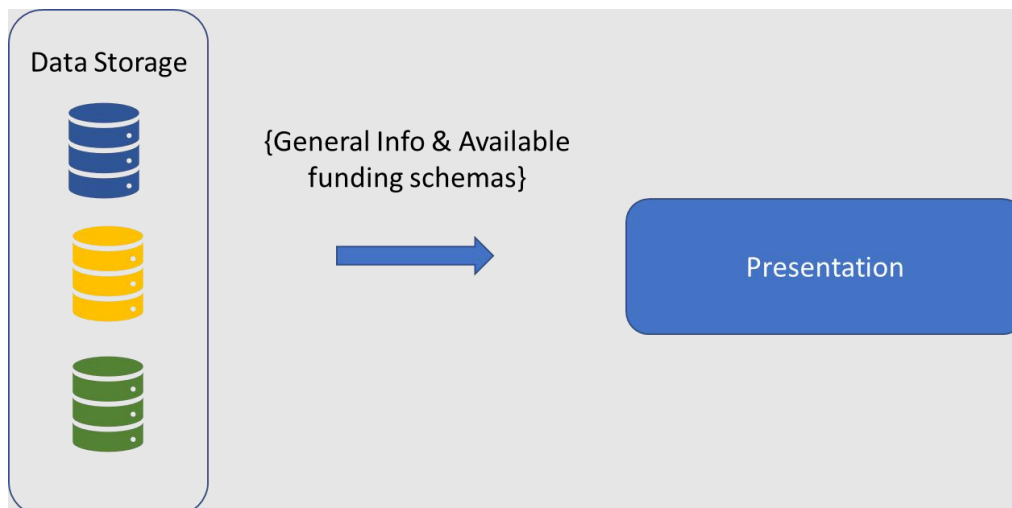 Data Storage
{General Info & Available
funding schemas}
Presentation